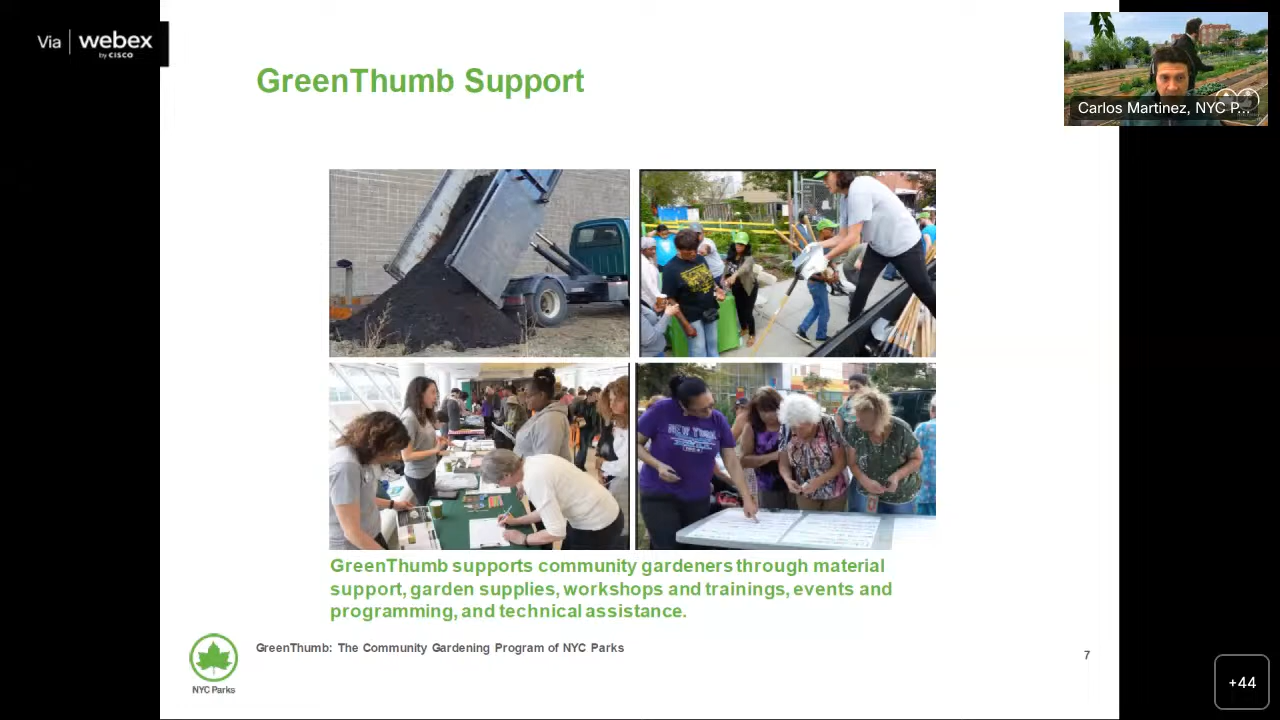 Via | webex
by CISCO
GreenThumb Support
Carlos Martinez, NYC P...
NEW YORK
GreenThumb supports community gardeners through material
support, garden supplies, workshops and trainings, events and
programming, and technical assistance.
GreenThumb: The Community Gardening Program of NYC Parks
7
NYC Parks
+44